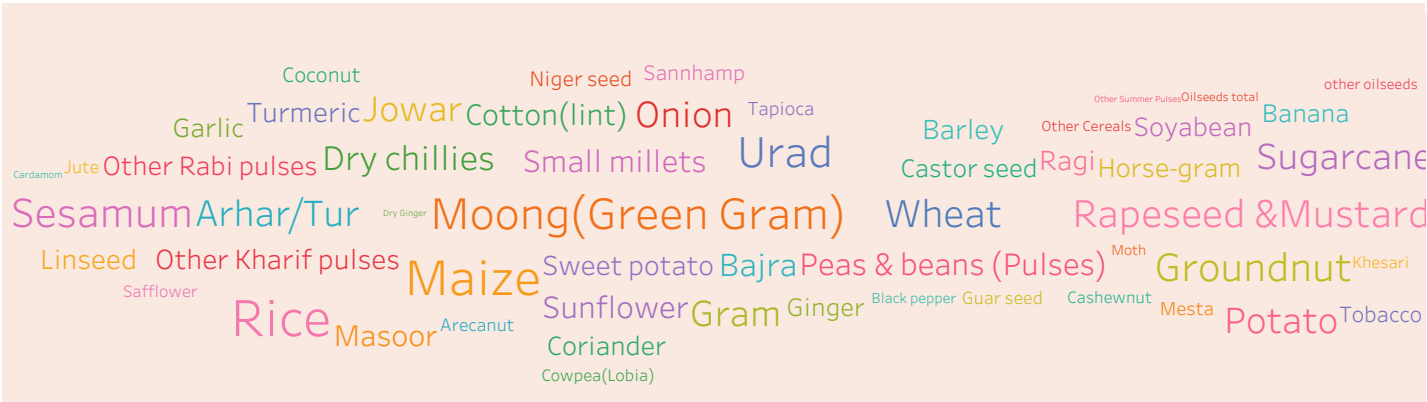 Coconut Niger seed Sannhamp other oilseeds
Turmeric Jowar Cotton(lint) Onion Tapioca Other Summer Pulses Oilseeds total Banana
Garlic Barley Other Cereals Soyabean
Cardamom Jute Other Rabi pulses Dry chillies Small millets Urad Castor seed Ragi Horse-gram Sugarcane
Sesamum Arhar/Tur Dry Ginger Moong(Green Gram) Wheat Rapeseed &Mustard
Linseed Other Kharif pulses Maize Sweet potato Bajra Peas & beans (Pulses) Moth Groundnut Khesari
Safflower Rice Masoor Arecanut Sunflower Gram Ginger Black pepper Guar seed Cashewnut Mesta Potato Tobacco
Coriander
Cowpea(Lobia)